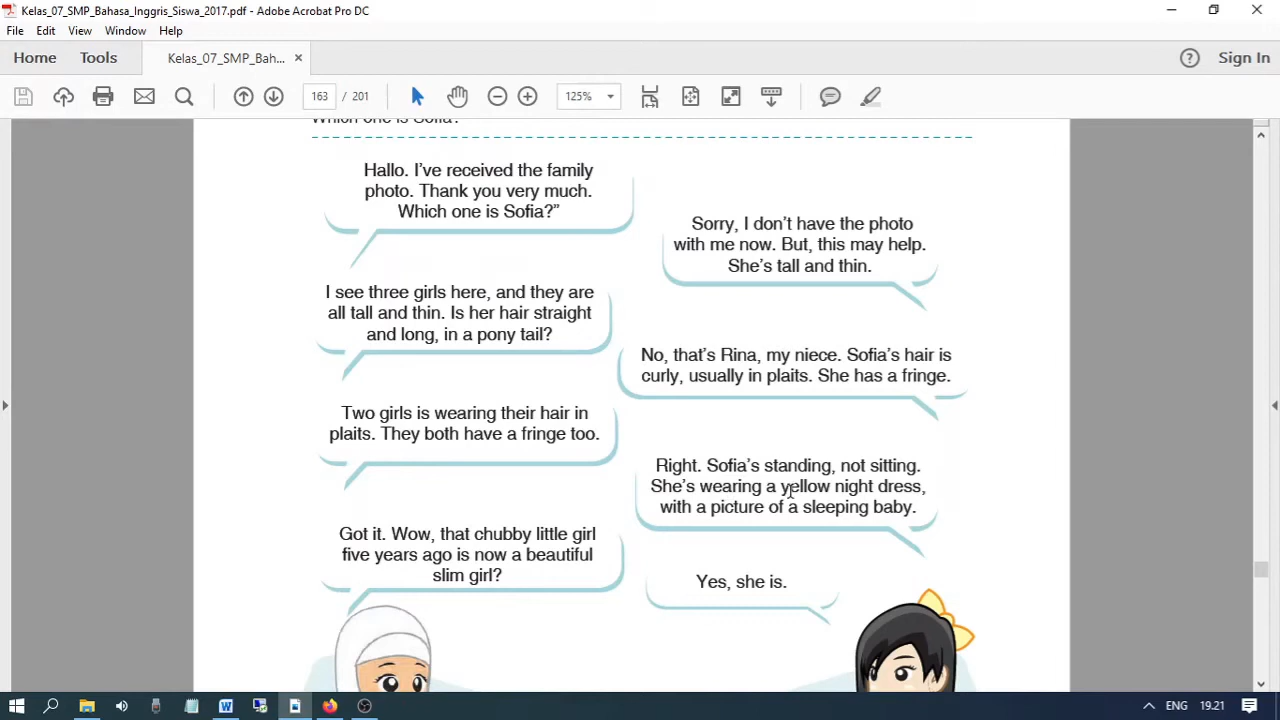 Kelas_07_SMP_Bahasa_Inggris_Siswa_2017.pdf - Adobe Acrobat Pro DC
File Edit View Window Help
Home Tools Kelas_07_SMP_Bah... × Sign In
163 / 201 125%
Which one is Sofia?
Hallo. I've received the family
photo. Thank you very much.
Which one is Sofia?”
Sorry, I don't have the photo
with me now. But, this may help.
She's tall and thin.
I see three girls here, and they are
all tall and thin. Is her hair straight
and long, in a pony tail?
No, that's Rina, my niece. Sofia's hair is
curly, usually in plaits. She has a fringe.
Two girls is wearing their hair in
plaits. They both have a fringe too.
Right. Sofia's standing, not sitting.
She's wearing a yellow night dress,
with a picture of a sleeping baby.
Got it. Wow, that chubby little girl
five years ago is now a beautiful
slim girl?
Yes, she is.
ENG 19.21